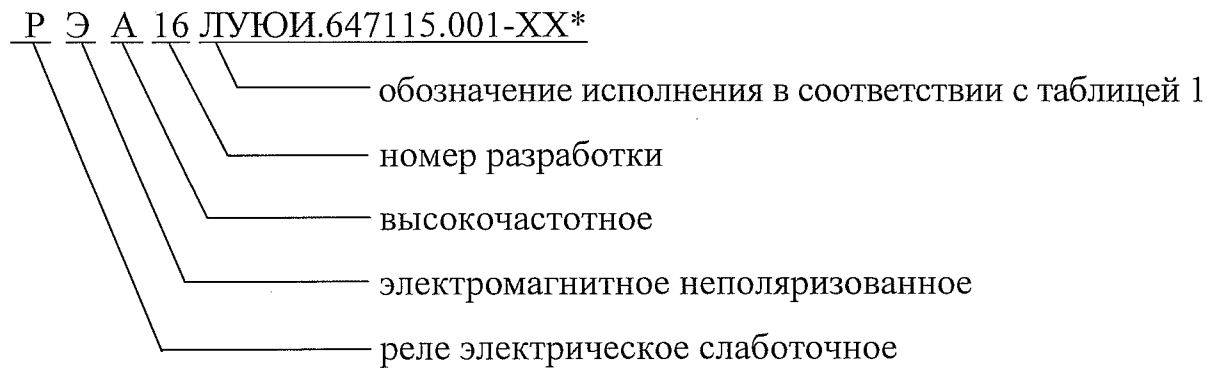 Р Э А 16 ЛУЮИ.647115.001-ХХ*
обозначение исполнения в соответствии с таблицей 1
номер разработки
высокочастотное
электромагнитное неполяризованное
реле электрическое слаботочное